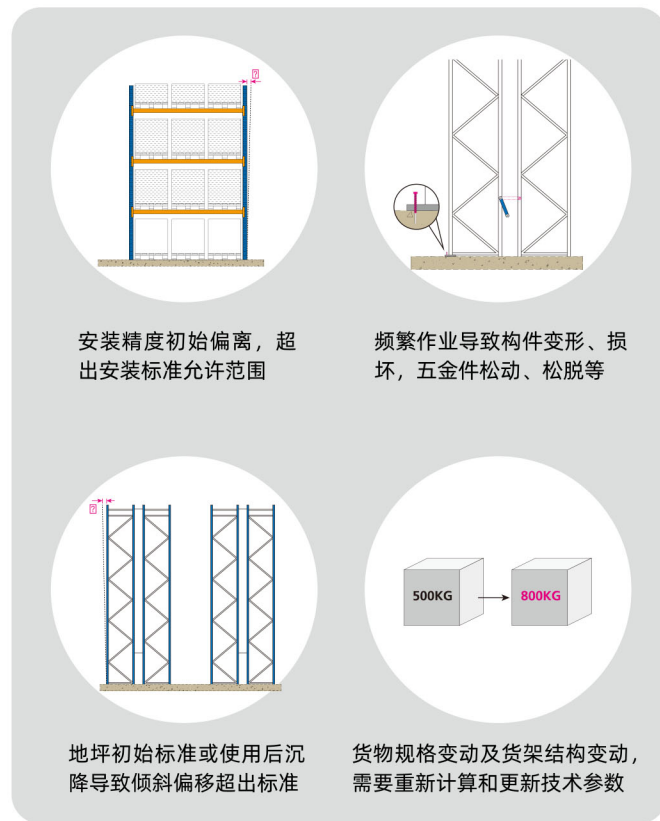 ?
安装精度初始偏离，超
出安装标准允许范围
频繁作业导致构件变形、损
坏，五金件松动、松脱等
?
地坪初始标准或使用后沉
降导致倾斜偏移超出标准
500KG
800KG
货物规格变动及货架结构变动，
需要重新计算和更新技术参数